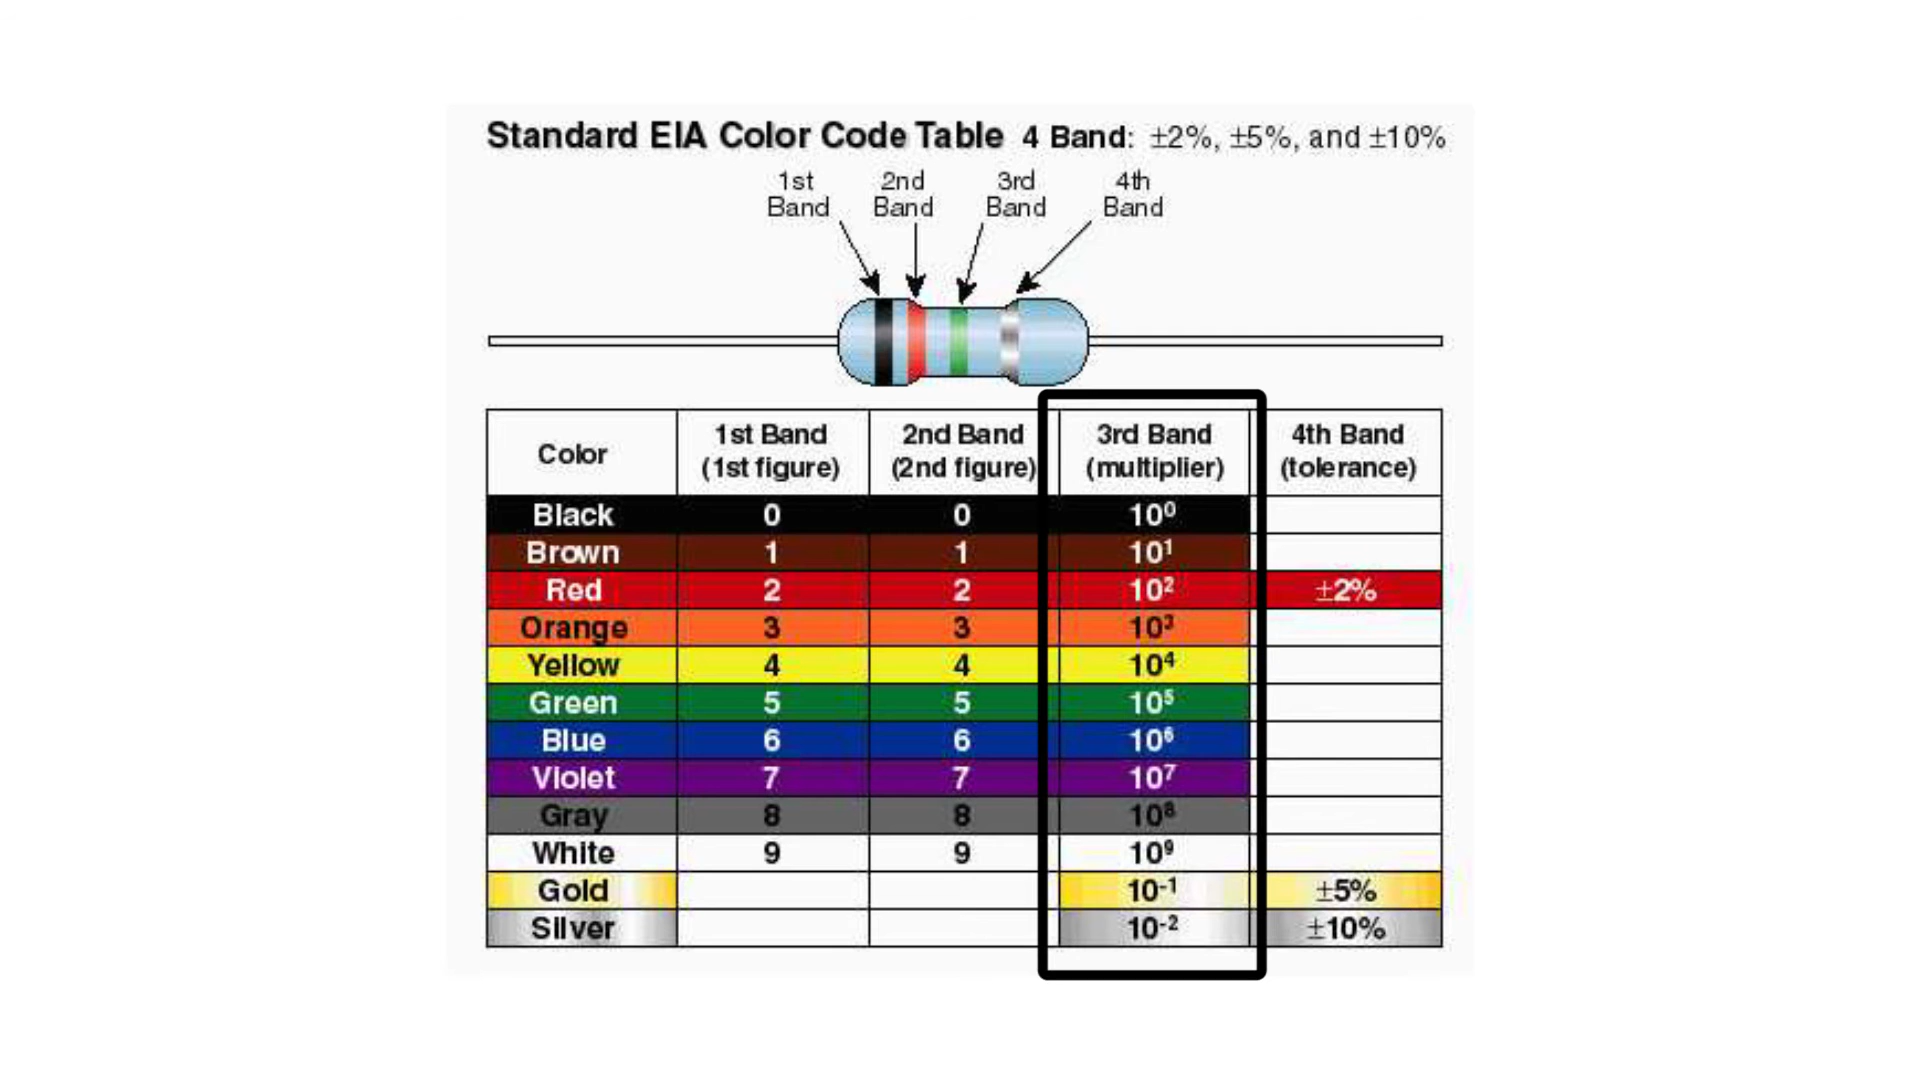 Standard EIA Color Code Table 4 Band: ±2%, ±5%, and ±10%
1st Band 2nd Band 3rd Band 4th Band
Color 1st Band (1st figure) 2nd Band (2nd figure) 3rd Band (multiplier) 4th Band (tolerance)
Black 0 0 10⁰
Brown 1 1 10¹
Red 2 2 10² ±2%
Orange 3 3 10³
Yellow 4 4 10⁴
Green 5 5 10⁵
Blue 6 6 10⁶
Violet 7 7 10⁷
Gray 8 8 10⁸
White 9 9 10⁹
Gold 10⁻¹ ±5%
Silver 10⁻² ±10%